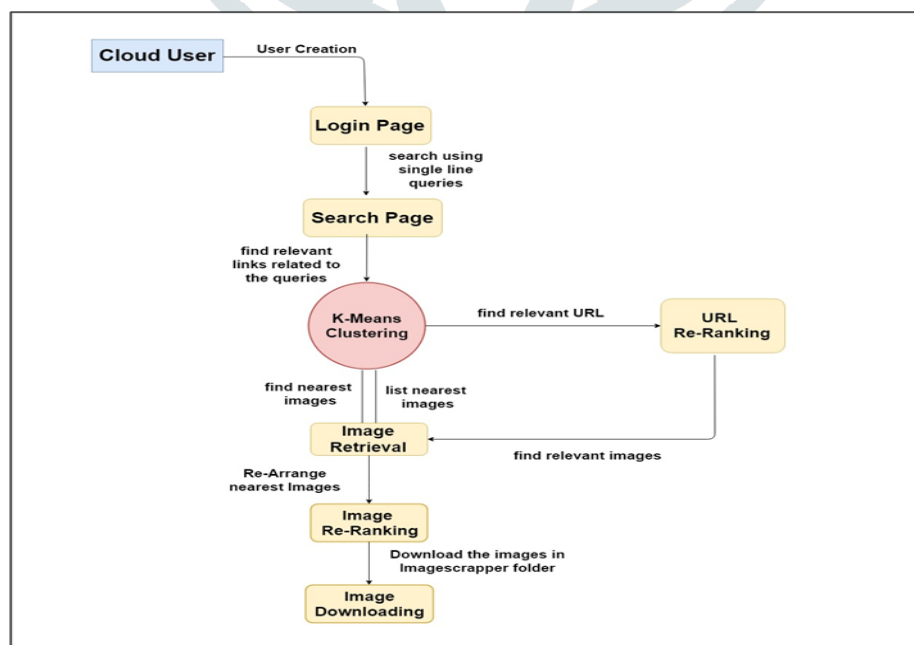 Cloud User
User Creation
Login Page
search using
single line
queries
Search Page
find relevant
links related to
the queries
K-Means
Clustering
find relevant URL
URL
Re-Ranking
find nearest
images
list nearest
images
Image
Retrieval
find relevant images
Re-Arrange
nearest Images
Image
Re-Ranking
Download the images in
Imagescrapper folder
Image
Downloading